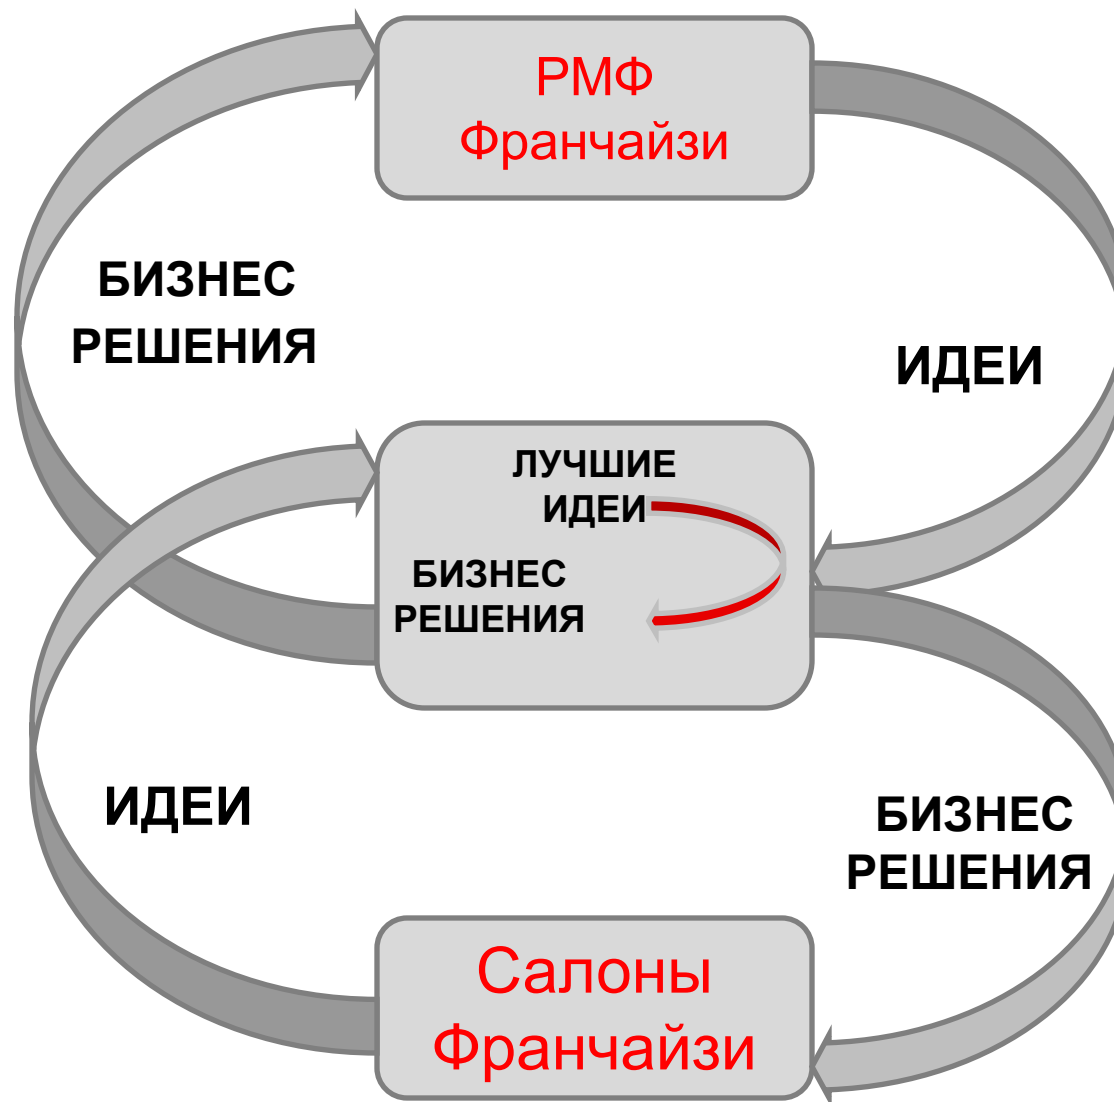 РМФ
Франчайзи
БИЗНЕС
РЕШЕНИЯ
ИДЕИ
ЛУЧШИЕ
ИДЕИ
БИЗНЕС
РЕШЕНИЯ
ИДЕИ
БИЗНЕС
РЕШЕНИЯ
Салоны
Франчайзи